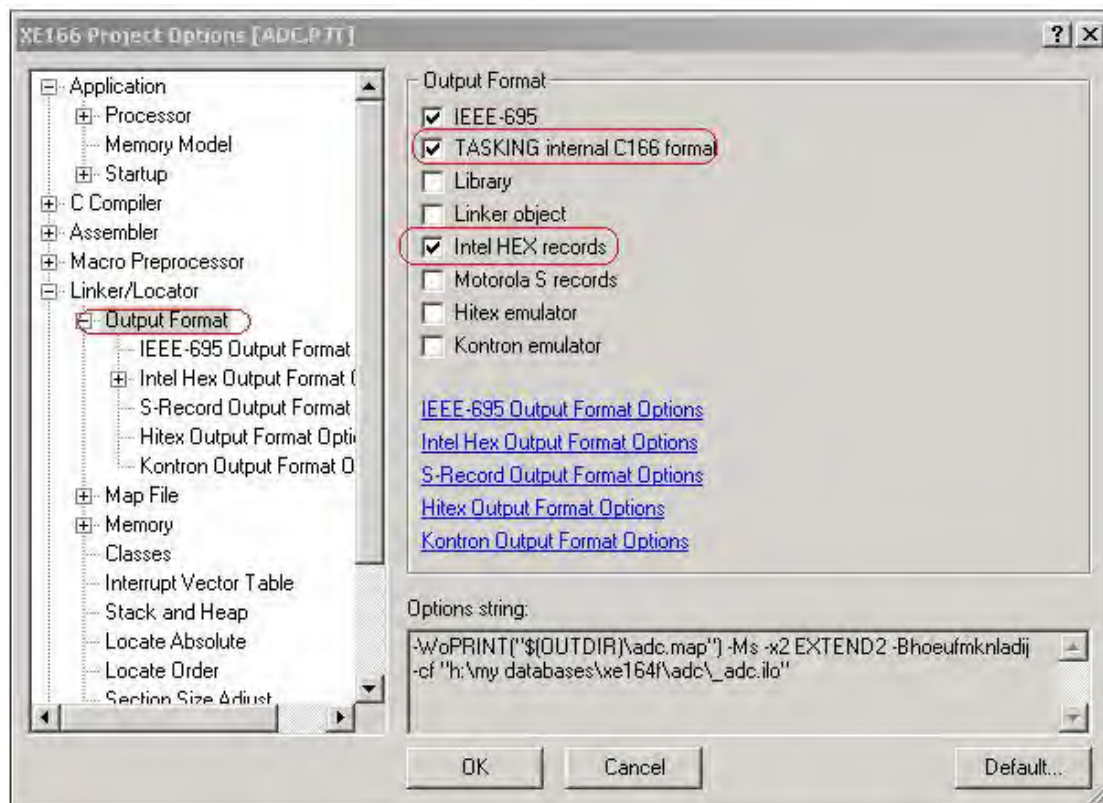 XE166 Project Options [ADC.PJT]
Application
Processor
Memory Model
Startup
C Compiler
Assembler
Macro Preprocessor
Linker/Locator
Output Format
IEEE-695 Output Format
Intel Hex Output Format (
S-Record Output Format
Hitex Output Format Opti
Kontron Output Format O
Map File
Memory
Classes
Interrupt Vector Table
Stack and Heap
Locate Absolute
Locate Order
Section Size Adjust
Output Format
IEEE-695
TASKING internal C166 format
Library
Linker object
Intel HEX records
Motorola S records
Hitex emulator
Kontron emulator
IEEE-695 Output Format Options
Intel Hex Output Format Options
S-Record Output Format Options
Hitex Output Format Options
Kontron Output Format Options
Options string:
-WoPRINT("$(OUTDIR)\adc.map") -Ms -x2 EXTEND2 -Bhoeufmknladij
-cf "h:\my databases\xe164f\adc\_adc.ilo"
OK
Cancel
Default...